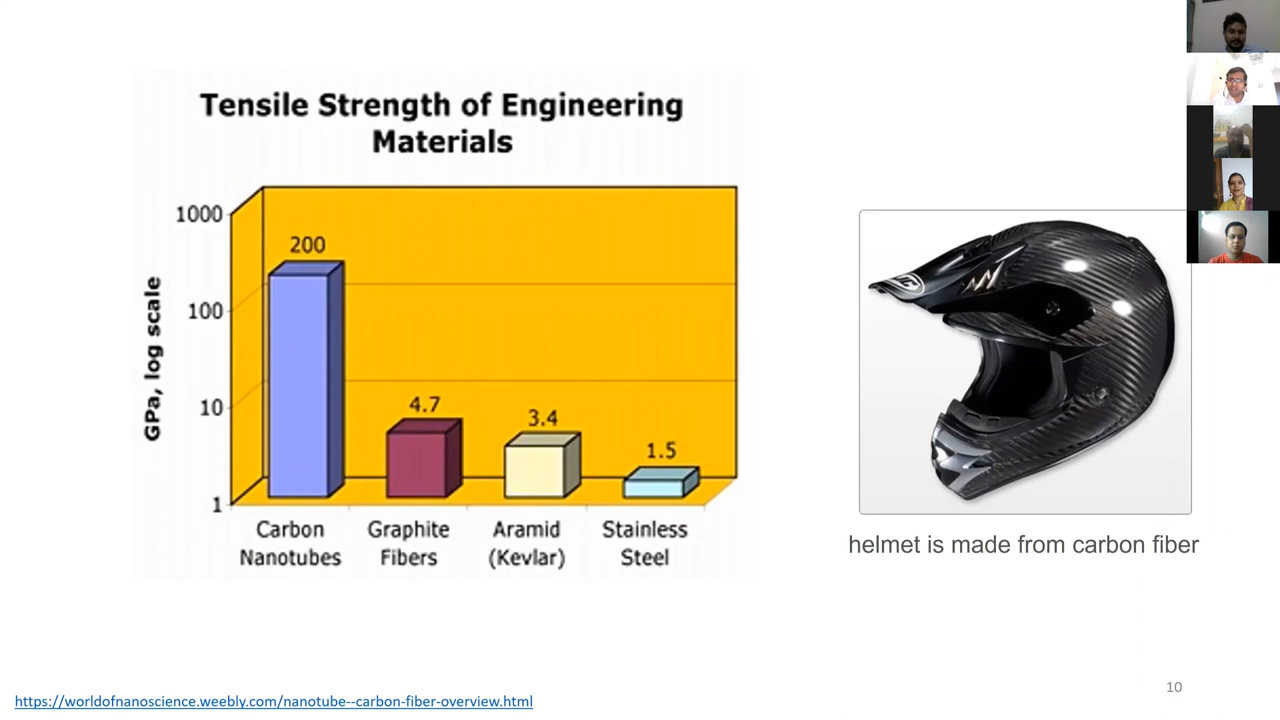 Tensile Strength of Engineering
Materials
GPa, log scale
1000
100
10
1
200
4.7
3.4
1.5
Carbon
Nanotubes
Graphite
Fibers
Aramid
(Kevlar)
Stainless
Steel
helmet is made from carbon fiber
https://worldofnanoscience.weebly.com/nanotube--carbon-fiber-overview.html
10